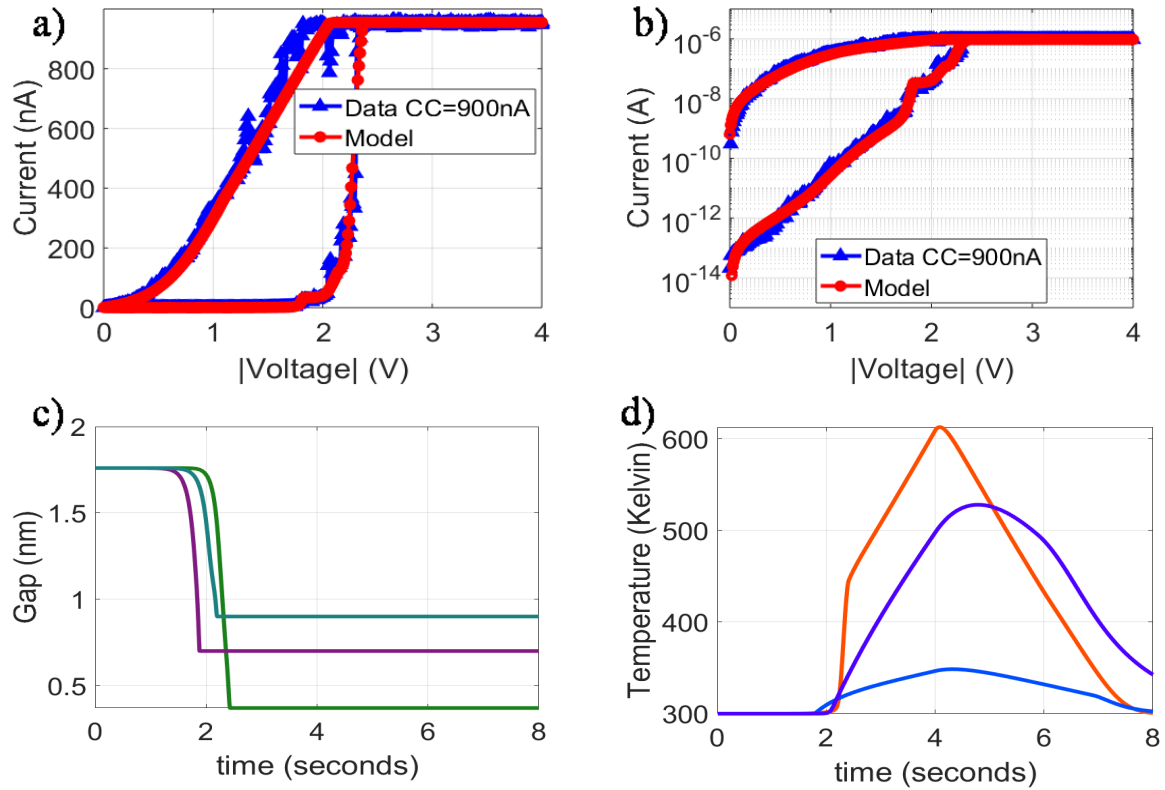 a)
Current (nA)
800
600
400
200
0
Data CC=900nA
Model
0 1 2 3 4
|Voltage| (V)
b)
Current (A)
10^-6
10^-8
10^-10
10^-12
10^-14
Data CC=900nA
Model
0 1 2 3 4
|Voltage| (V)
c)
Gap (nm)
2
1.5
1
0.5
0 2 4 6 8
time (seconds)
d)
Temperature (Kelvin)
600
500
400
300
0 2 4 6 8
time (seconds)